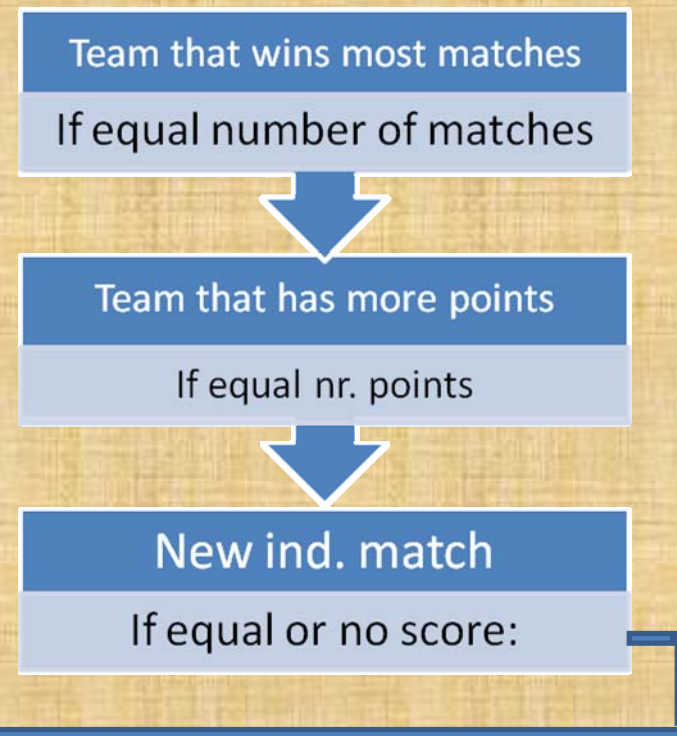 Team that wins most matches
If equal number of matches
Team that has more points
If equal nr. points
New ind. match
If equal or no score: